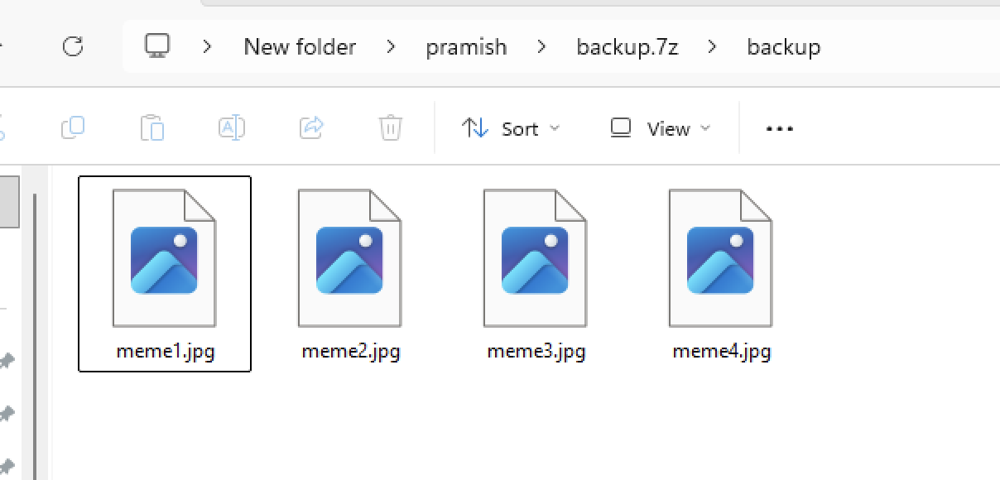 New folder > pramish > backup.7z > backup
Sort View
meme1.jpg meme2.jpg meme3.jpg meme4.jpg